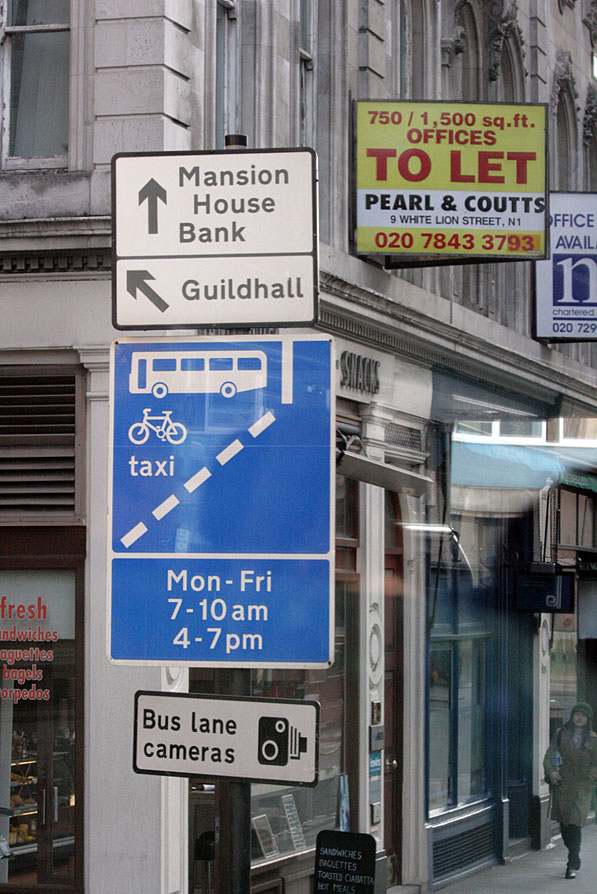 Mansion
House
Bank
Guildhall
taxi
Mon-Fri
7-10am
4-7pm
Bus lane
cameras
750 / 1,500 sq.ft.
OFFICES
TO LET
PEARL & COUTTS
9 WHITE LION STREET, N1
020 7843 3793
OFFICE
AVAIL
n
chartered
020 729
SNACKS
fresh
andwiches
aguettes
bagels
orpedos
SANDWICHES
BAGUETTES
TOASTED CIABATTA
HOT MEALS